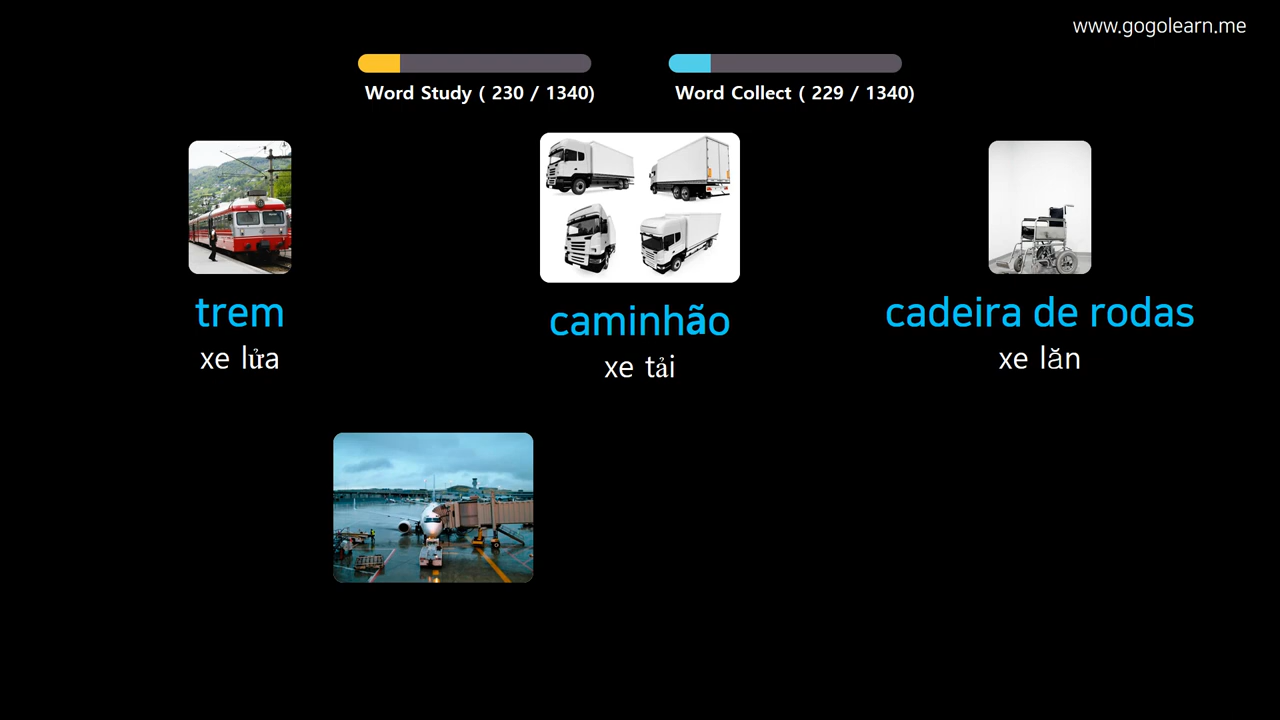 www.gogolearn.me
Word Study ( 230 / 1340)
Word Collect ( 229 / 1340)
trem
xe lửa
caminhão
xe tải
cadeira de rodas
xe lăn